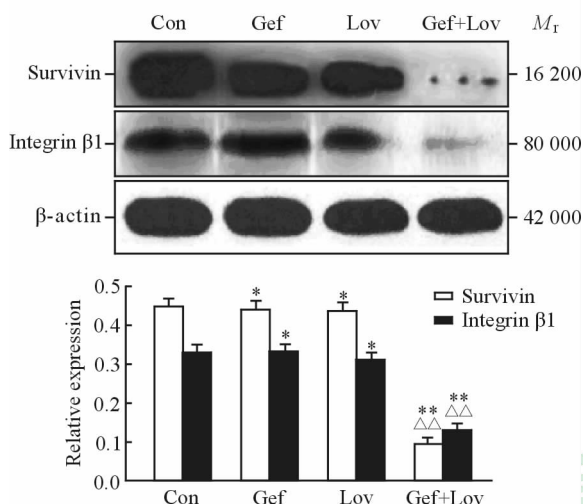 Con Gef Lov Gef+Lov Mr
Survivin 16 200
Integrin β1 80 000
β-actin 42 000
Relative expression
0.5
0.4
0.3
0.2
0.1
0.0
* * * * ** △△ ** △△
Survivin
Integrin β1
Con Gef Lov Gef+Lov